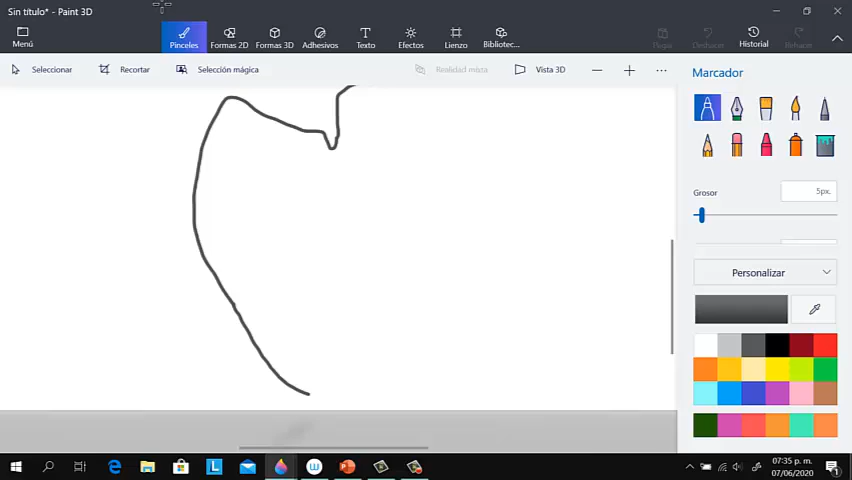 Sin título* - Paint 3D
Menú
Pinceles
Formas 2D
Formas 3D
Adhesivos
Texto
Efectos
Lienzo
Bibliotec...
Pegar
Deshacer
Historial
Rehacer
Seleccionar
Recortar
Selección mágica
Realidad mixta
Vista 3D
Marcador
Grosor
5px.
Personalizar
07:35 p. m.
07/06/2020